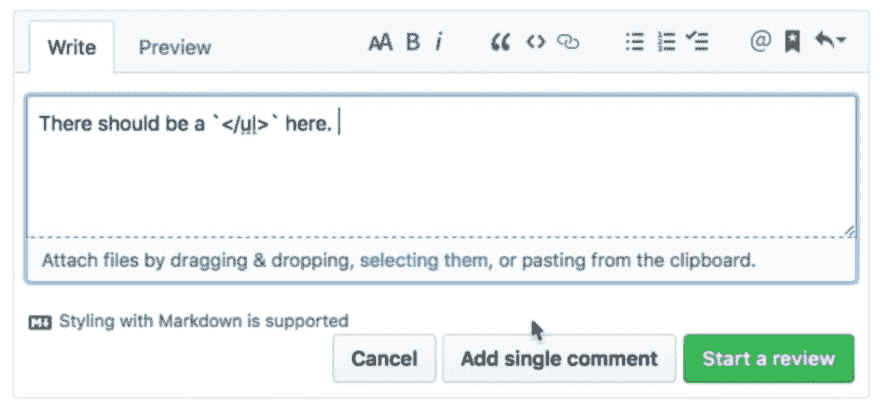 Write Preview AA B i @
There should be a `</ul>` here.
Attach files by dragging & dropping, selecting them, or pasting from the clipboard.
Styling with Markdown is supported
Cancel Add single comment Start a review